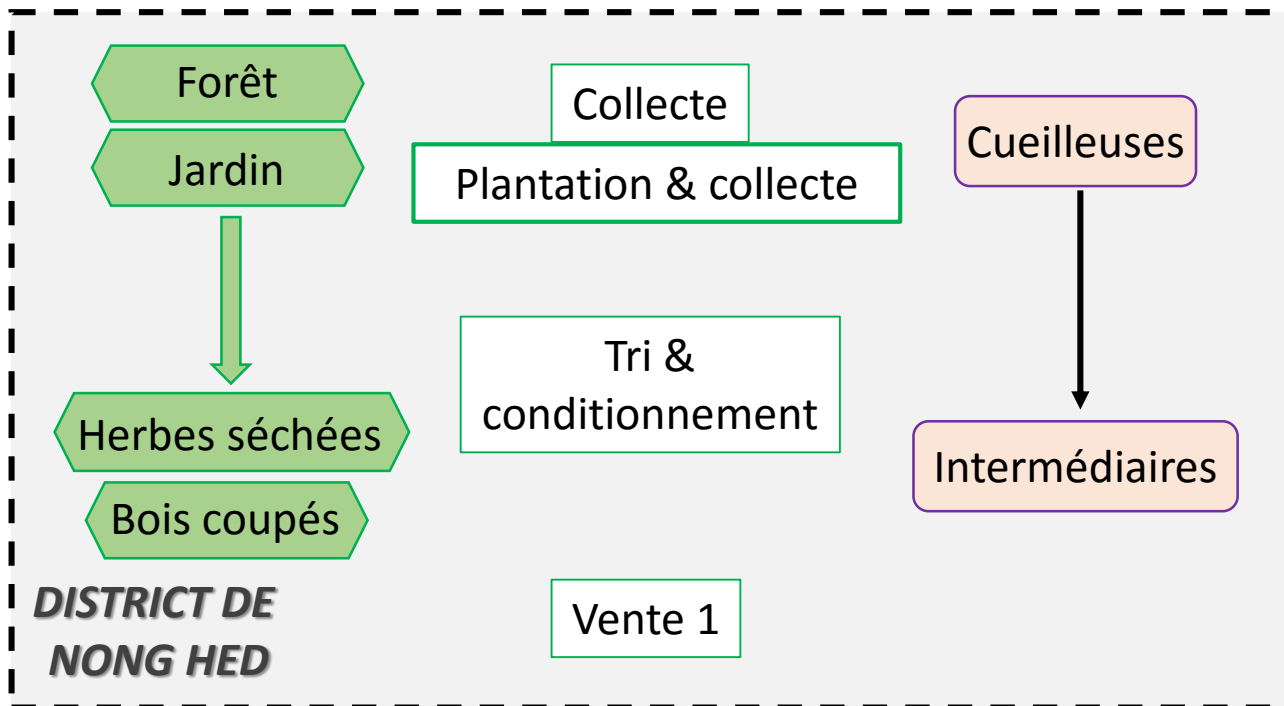 Forêt
Jardin
Collecte
Plantation & collecte
Cueilleuses
Tri &
conditionnement
Herbes séchées
Bois coupés
Intermédiaires
DISTRICT DE
NONG HED
Vente 1